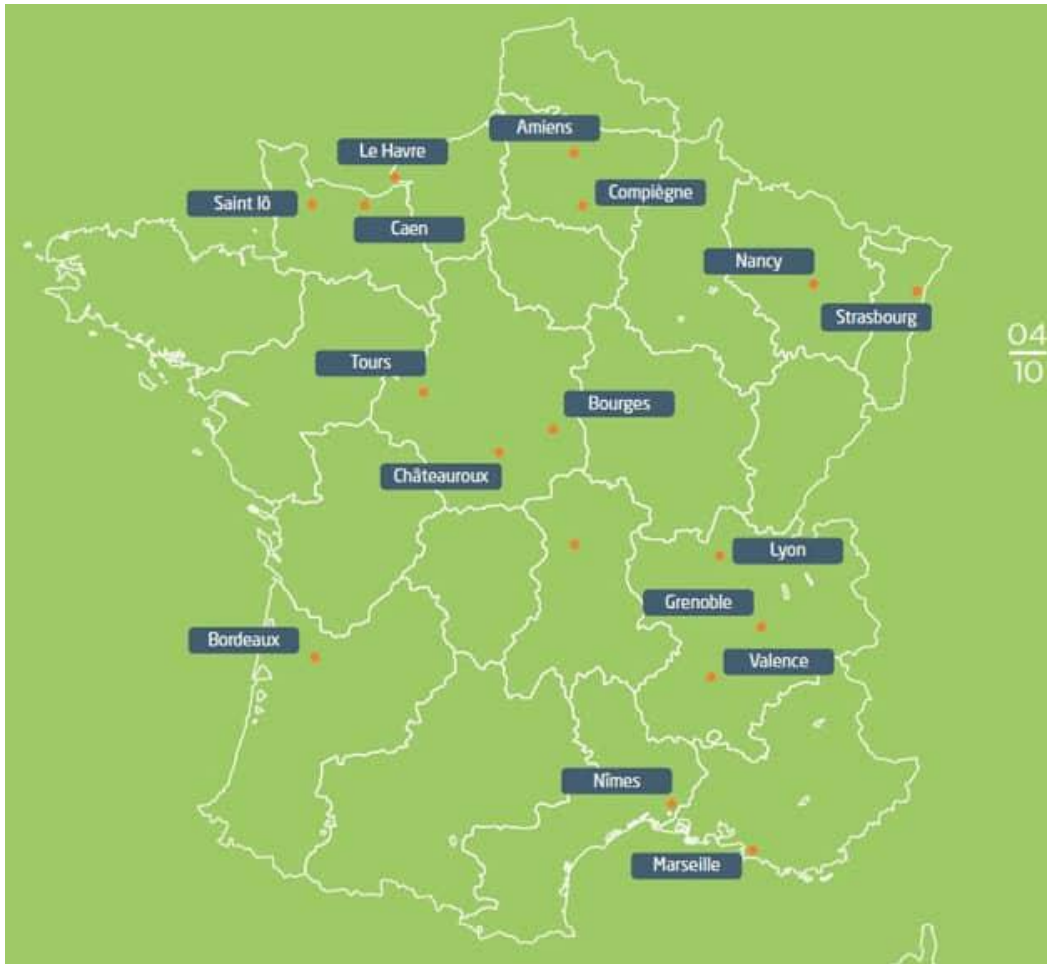 Amiens
Le Havre
Compiègne
Saint lô
Caen
Nancy
Strasbourg
04
10
Tours
Bourges
Châteauroux
Lyon
Grenoble
Bordeaux
Valence
Nîmes
Marseille